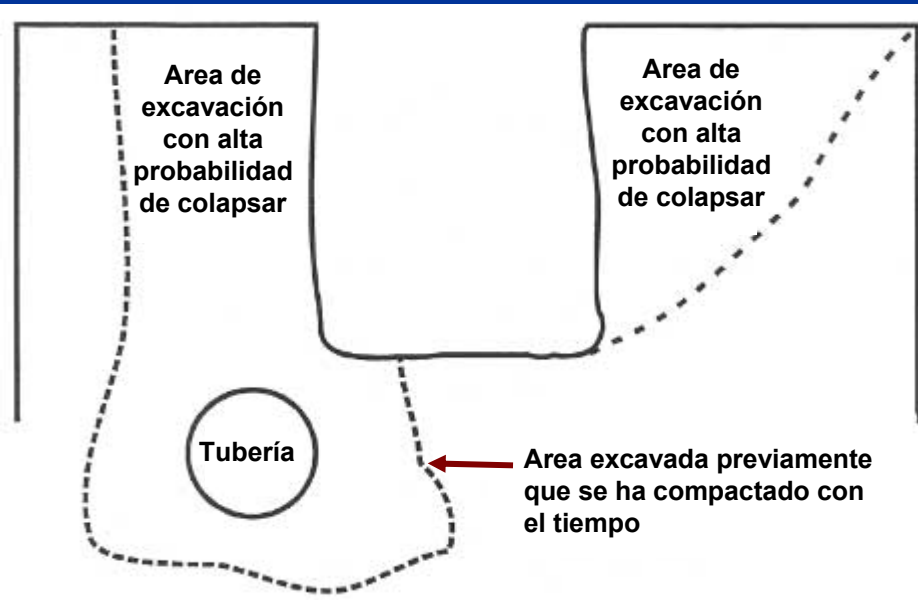 Area de
excavación
con alta
probabilidad
de colapsar
Area de
excavación
con alta
probabilidad
de colapsar
Tubería
Area excavada previamente
que se ha compactado con
el tiempo